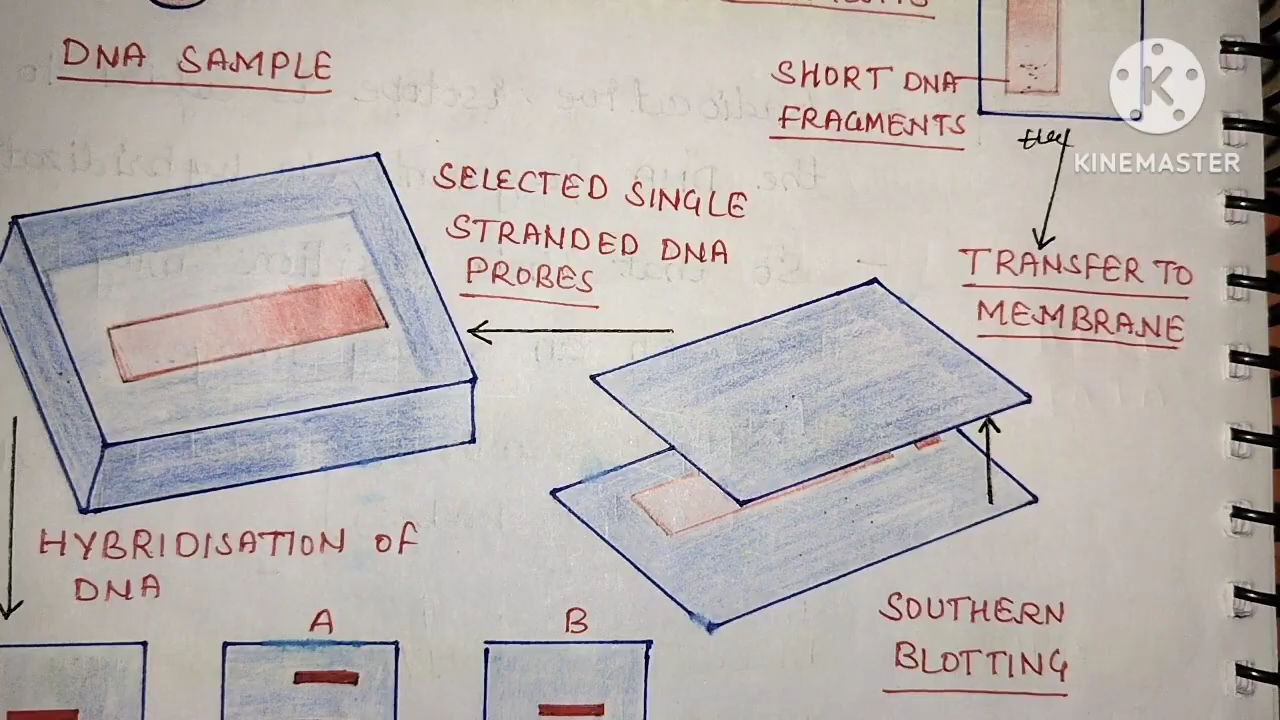 DNA SAMPLE
SHORT DNA
FRAGMENTS
K
KINEMASTER
SELECTED SINGLE
STRANDED DNA
PROBES
TRANSFER TO
MEMBRANE
HYBRIDISATION OF
DNA
SOUTHERN
BLOTTING
A
B